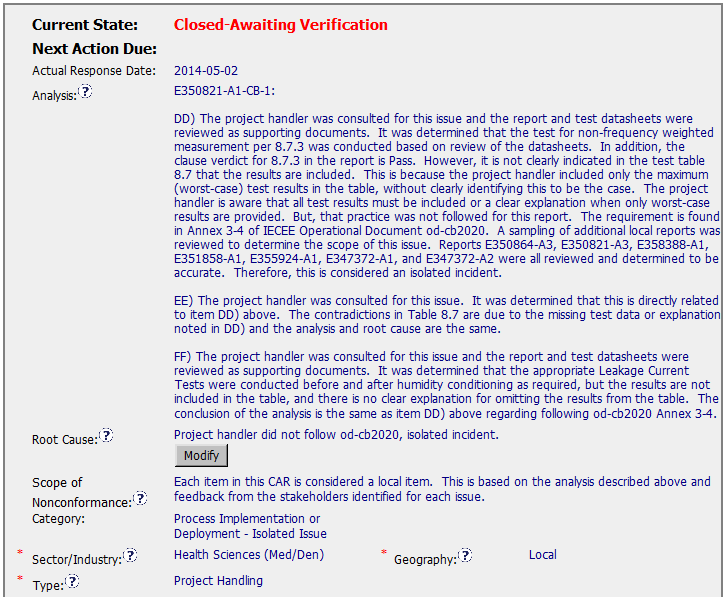 Current State: Closed-Awaiting Verification
Next Action Due:
Actual Response Date: 2014-05-02
Analysis:? E350821-A1-CB-1:
DD) The project handler was consulted for this issue and the report and test datasheets were
reviewed as supporting documents. It was determined that the test for non-frequency weighted
measurement per 8.7.3 was conducted based on review of the datasheets. In addition, the
clause verdict for 8.7.3 in the report is Pass. However, it is not clearly indicated in the test table
8.7 that the results are included. This is because the project handler included only the maximum
(worst-case) test results in the table, without clearly identifying this to be the case. The project
handler is aware that all test results must be included or a clear explanation when only worst-case
results are provided. But, that practice was not followed for this report. The requirement is found
in Annex 3-4 of IECEE Operational Document od-cb2020. A sampling of additional local reports was
reviewed to determine the scope of this issue. Reports E350864-A3, E350821-A3, E358388-A1,
E351858-A1, E355924-A1, E347372-A1, and E347372-A2 were all reviewed and determined to be
accurate. Therefore, this is considered an isolated incident.
EE) The project handler was consulted for this issue. It was determined that this is directly related
to item DD) above. The contradictions in Table 8.7 are due to the missing test data or explanation
noted in DD) and the analysis and root cause are the same.
FF) The project handler was consulted for this issue and the report and test datasheets were
reviewed as supporting documents. It was determined that the appropriate Leakage Current
Tests were conducted before and after humidity conditioning as required, but the results are not
included in the table, and there is no clear explanation for omitting the results from the table. The
conclusion of the analysis is the same as item DD) above regarding following od-cb2020 Annex 3-4.
Root Cause:? Project handler did not follow od-cb2020, isolated incident.
Modify
Scope of Each item in this CAR is considered a local item. This is based on the analysis described above and
Nonconformance:? feedback from the stakeholders identified for each issue.
Category: Process Implementation or
Deployment - Isolated Issue
* Sector/Industry:? Health Sciences (Med/Den) * Geography:? Local
* Type:? Project Handling